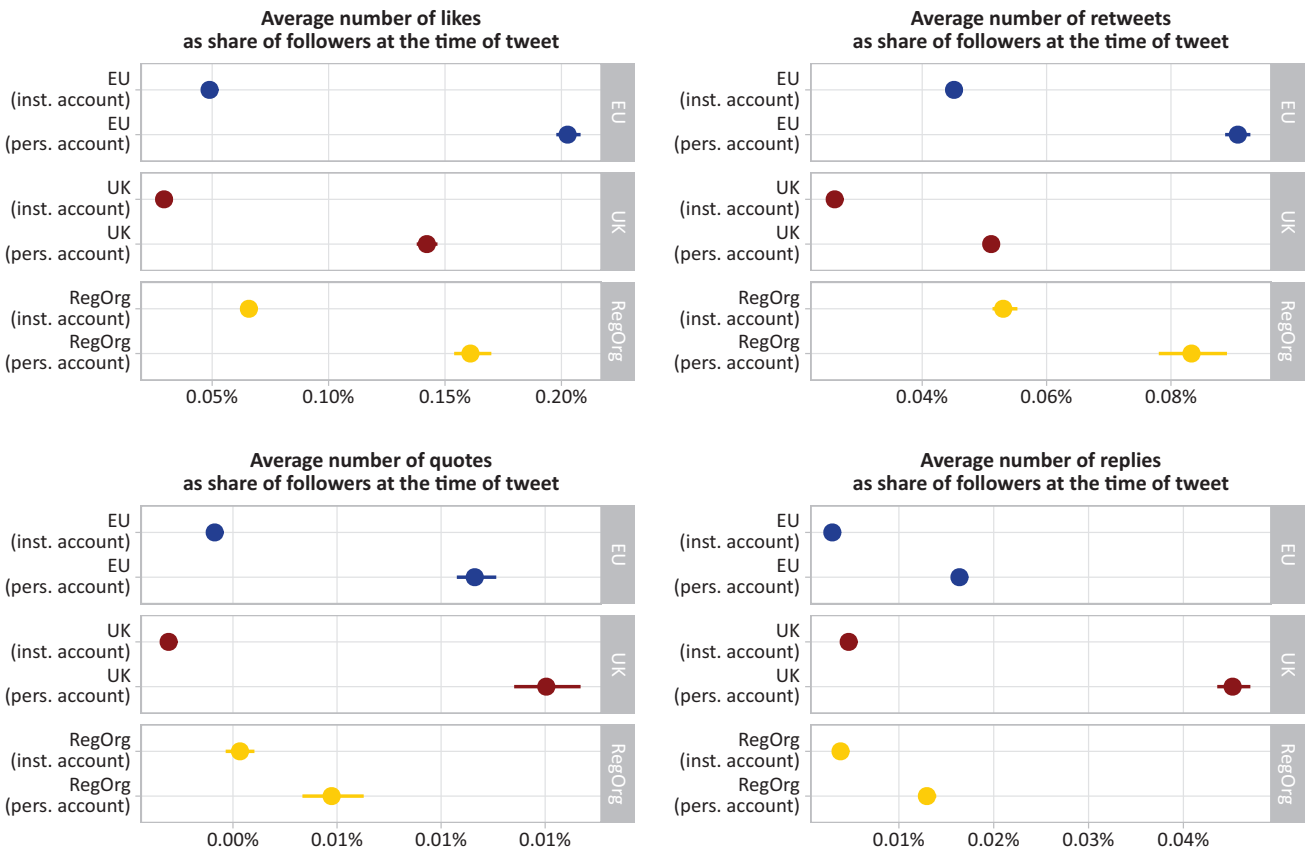 Average number of likes
as share of followers at the time of tweet
EU
(inst. account)
EU
(pers. account)
EU
UK
(inst. account)
UK
(pers. account)
UK
RegOrg
(inst. account)
RegOrg
(pers. account)
RegOrg
0.05% 0.10% 0.15% 0.20%
Average number of retweets
as share of followers at the time of tweet
EU
(inst. account)
EU
(pers. account)
EU
UK
(inst. account)
UK
(pers. account)
UK
RegOrg
(inst. account)
RegOrg
(pers. account)
RegOrg
0.04% 0.06% 0.08%
Average number of quotes
as share of followers at the time of tweet
EU
(inst. account)
EU
(pers. account)
EU
UK
(inst. account)
UK
(pers. account)
UK
RegOrg
(inst. account)
RegOrg
(pers. account)
RegOrg
0.00% 0.01% 0.01% 0.01%
Average number of replies
as share of followers at the time of tweet
EU
(inst. account)
EU
(pers. account)
EU
UK
(inst. account)
UK
(pers. account)
UK
RegOrg
(inst. account)
RegOrg
(pers. account)
RegOrg
0.01% 0.02% 0.03% 0.04%